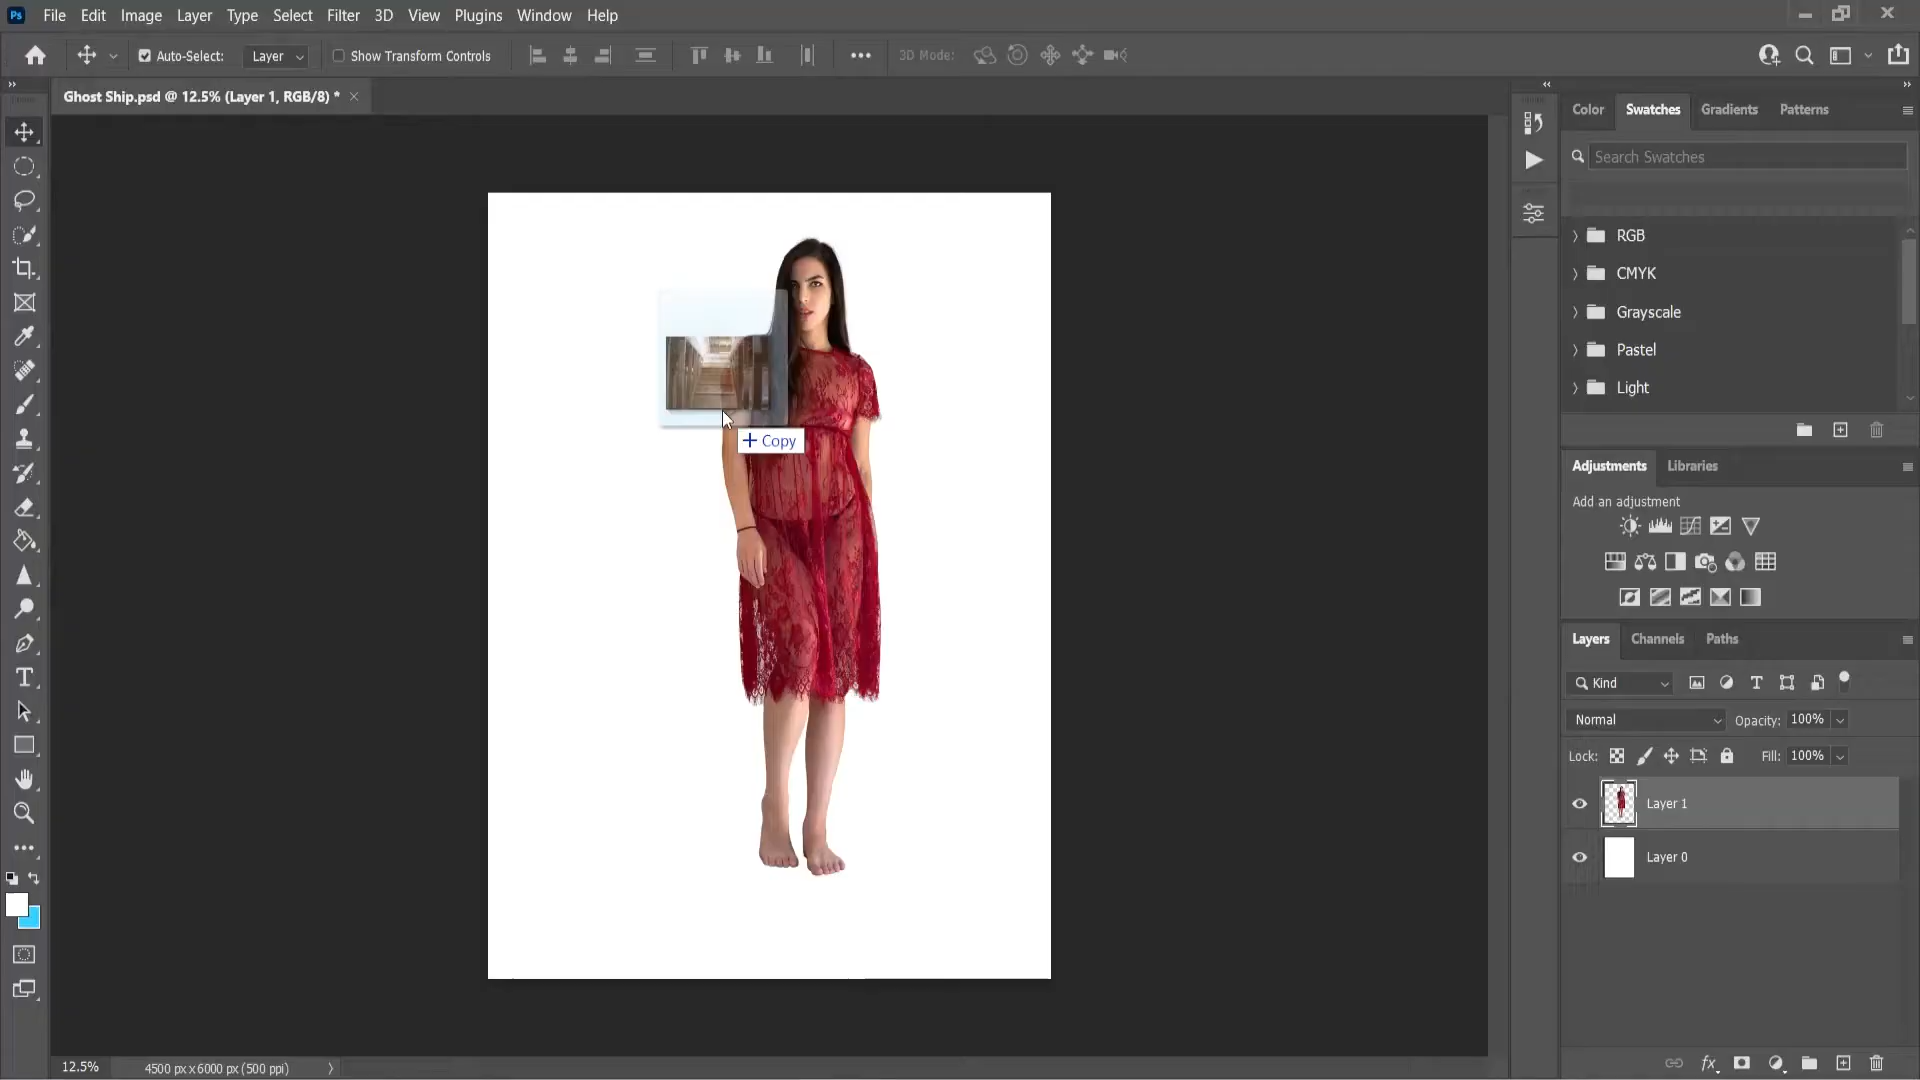 Ps File Edit Image Layer Type Select Filter 3D View Plugins Window Help
Auto-Select: Layer Show Transform Controls 3D Mode:
Ghost Ship.psd @ 12.5% (Layer 1, RGB/8) *
Color Swatches Gradients Patterns
Search Swatches
RGB
CMYK
Grayscale
Pastel
Light
Copy
Adjustments Libraries
Add an adjustment
Layers Channels Paths
Kind
Normal Opacity: 100%
Lock: Fill: 100%
Layer 1
Layer 0
12.5% 4500 px x 6000 px (500 ppi)